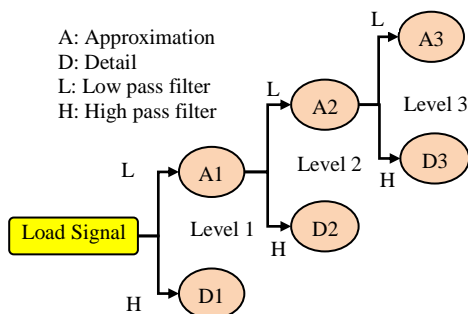 A: Approximation
D: Detail
L: Low pass filter
H: High pass filter
L
A3
L
A2
Level 3
L
A1
Level 2
H
D3
Load Signal
Level 1
H
D2
H
D1